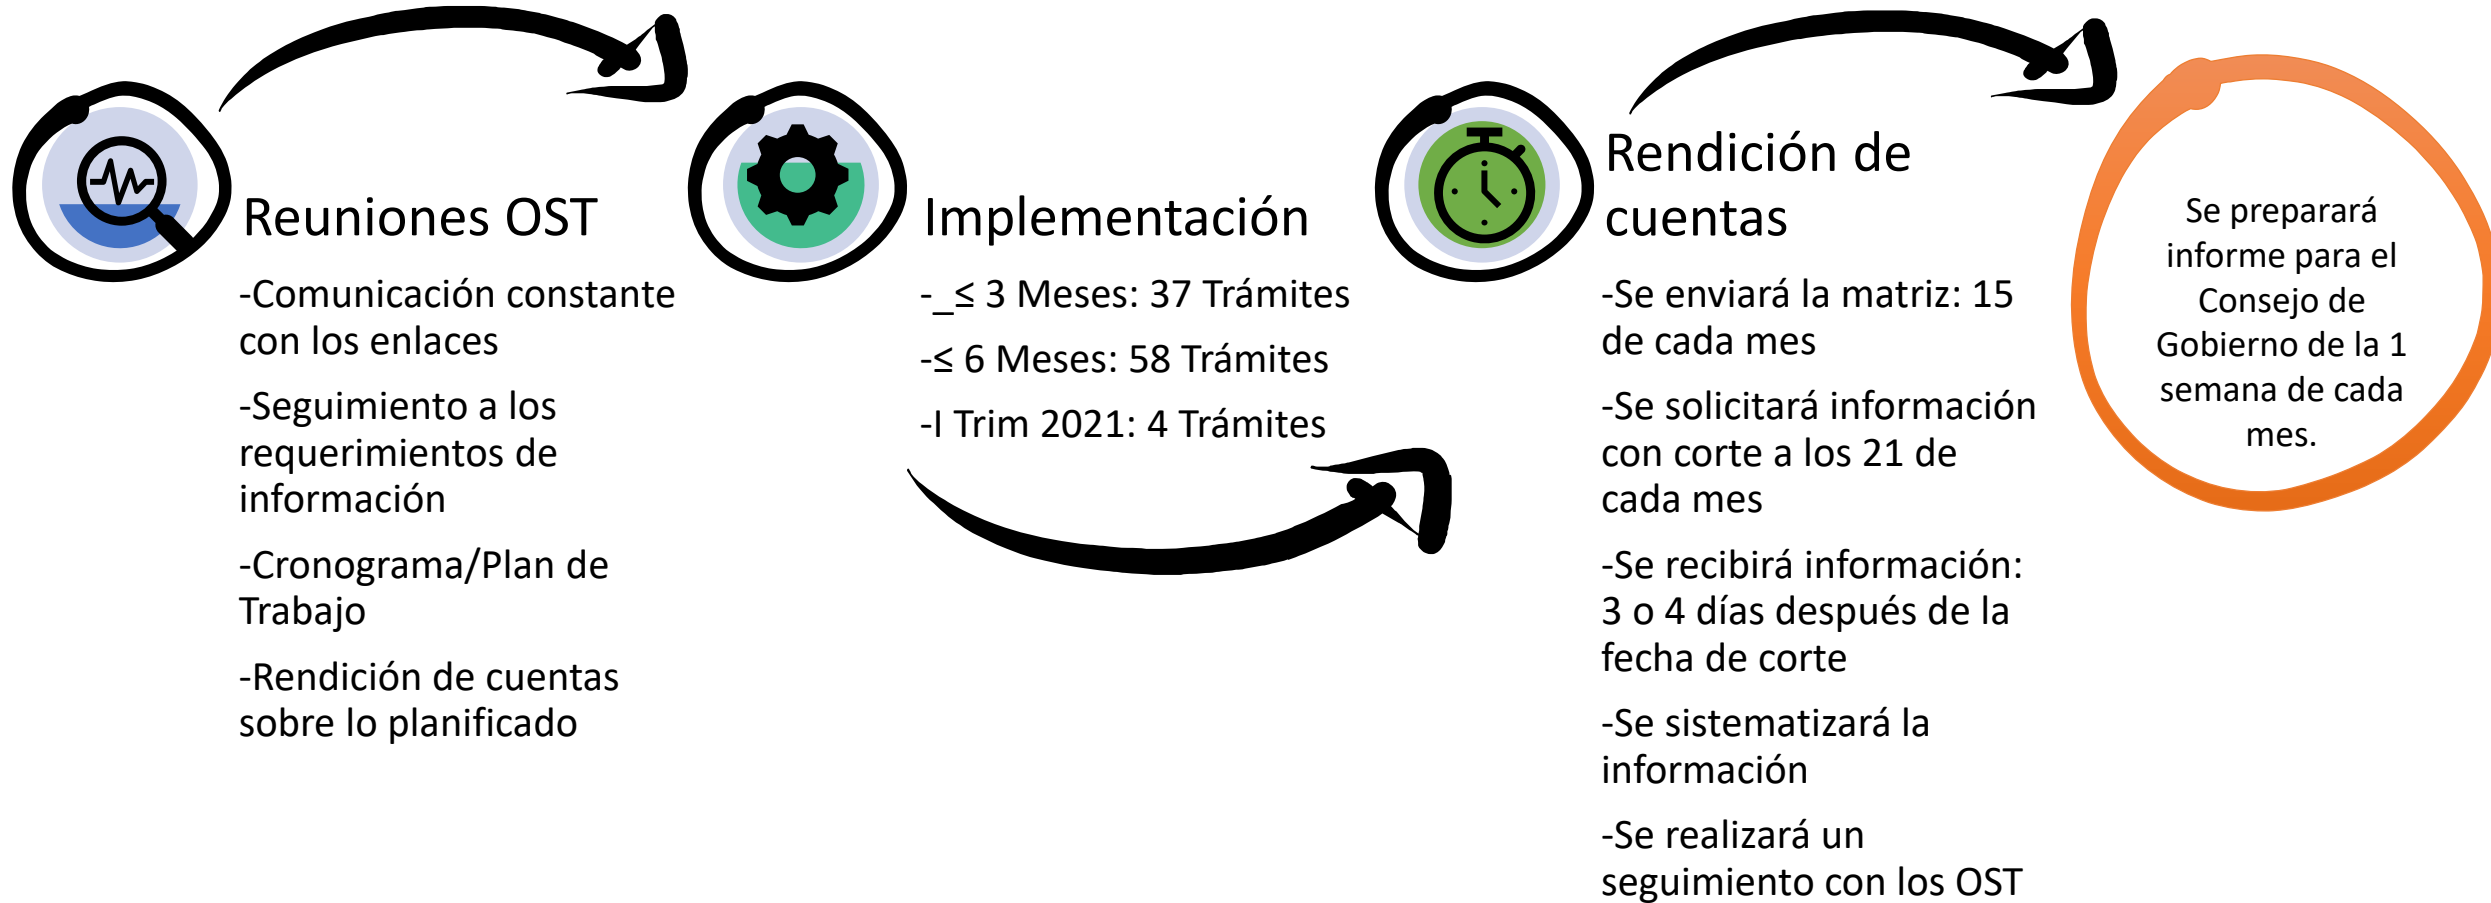 Reuniones OST
-Comunicación constante
con los enlaces
-Seguimiento a los
requerimientos de
información
-Cronograma/Plan de
Trabajo
-Rendición de cuentas
sobre lo planificado
Implementación
-_≤ 3 Meses: 37 Trámites
-≤ 6 Meses: 58 Trámites
-I Trim 2021: 4 Trámites
Rendición de
cuentas
-Se enviará la matriz: 15
de cada mes
-Se solicitará información
con corte a los 21 de
cada mes
-Se recibirá información:
3 o 4 días después de la
fecha de corte
-Se sistematizará la
información
-Se realizará un
seguimiento con los OST
Se preparará
informe para el
Consejo de
Gobierno de la 1
semana de cada
mes.